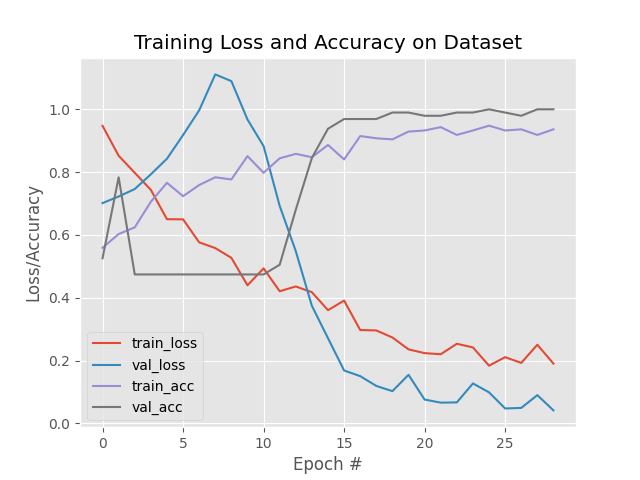 Training Loss and Accuracy on Dataset
Loss/Accuracy
1.0
0.8
0.6
0.4
0.2
0.0
train_loss
val_loss
train_acc
val_acc
0 5 10 15 20 25
Epoch #